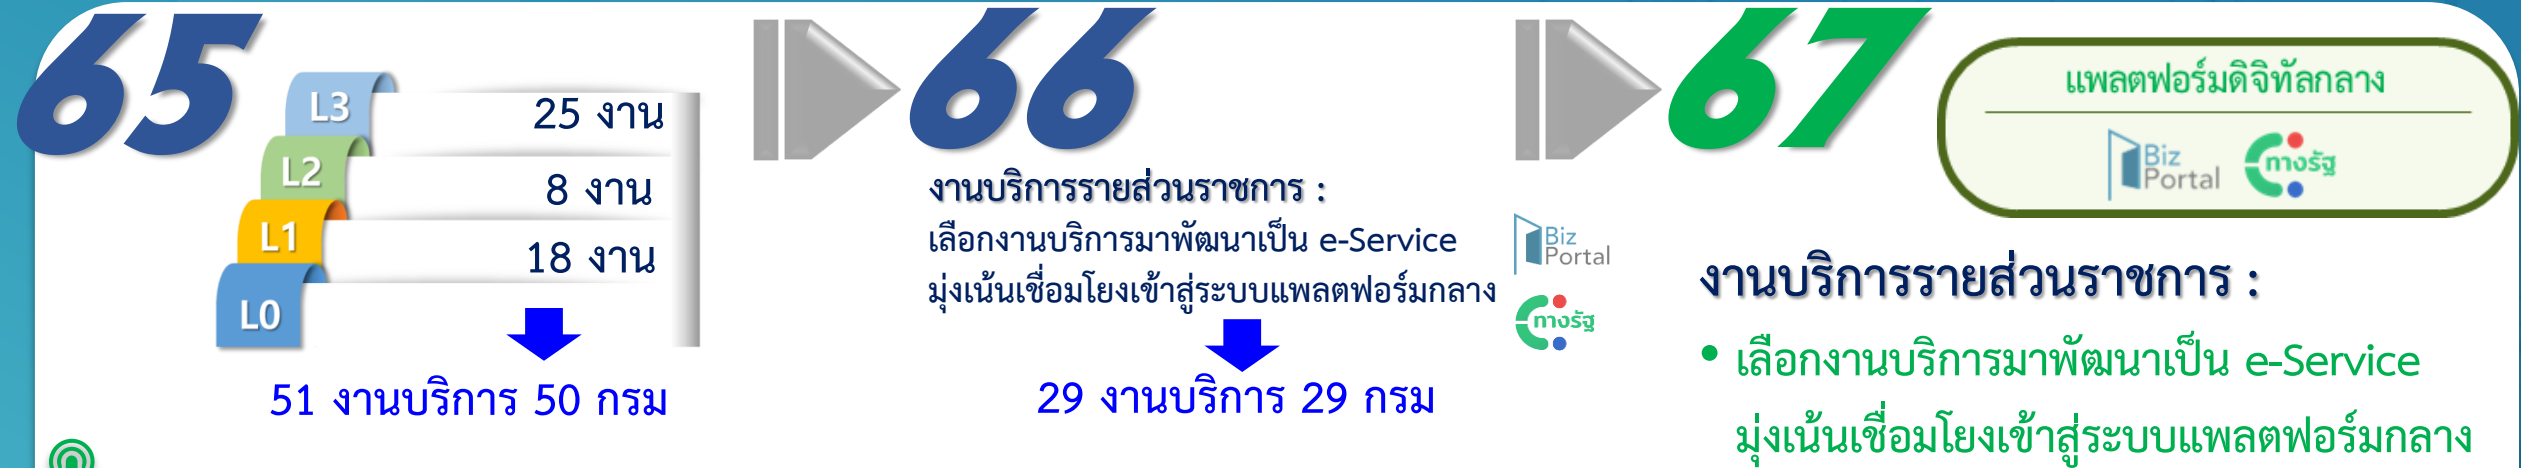 65
L3
25 งาน
L2
8 งาน
L1
18 งาน
L0
51 งานบริการ 50 กรม
66
งานบริการรายส่วนราชการ :
เลือกงานบริการมาพัฒนาเป็น e-Service
มุ่งเน้นเชื่อมโยงเข้าสู่ระบบแพลตฟอร์มกลาง
Biz
Portal
ทางรัฐ
29 งานบริการ 29 กรม
67
แพลตฟอร์มดิจิทัลกลาง
Biz
Portal
ทางรัฐ
งานบริการรายส่วนราชการ :
• เลือกงานบริการมาพัฒนาเป็น e-Service
มุ่งเน้นเชื่อมโยงเข้าสู่ระบบแพลตฟอร์มกลาง